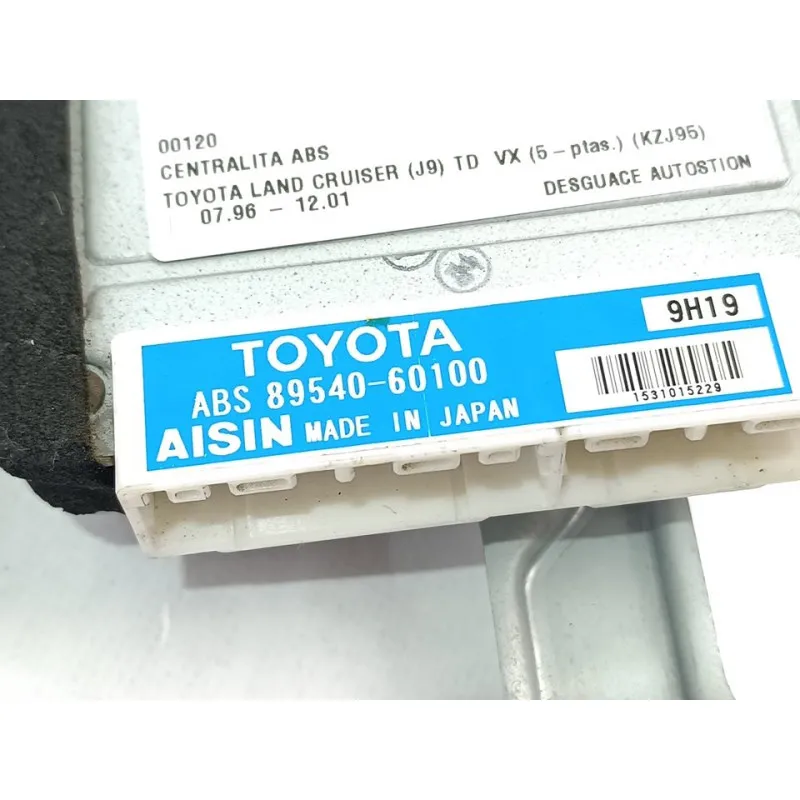 00120
CENTRALITA ABS
TOYOTA LAND CRUISER (J9) TD VX (5-ptas.) (KZJ95)
07.96 - 12.01
DESGUACE AUTOSTION
TOYOTA
9H19
ABS 89540-60100
AISIN MADE IN JAPAN
1531015229